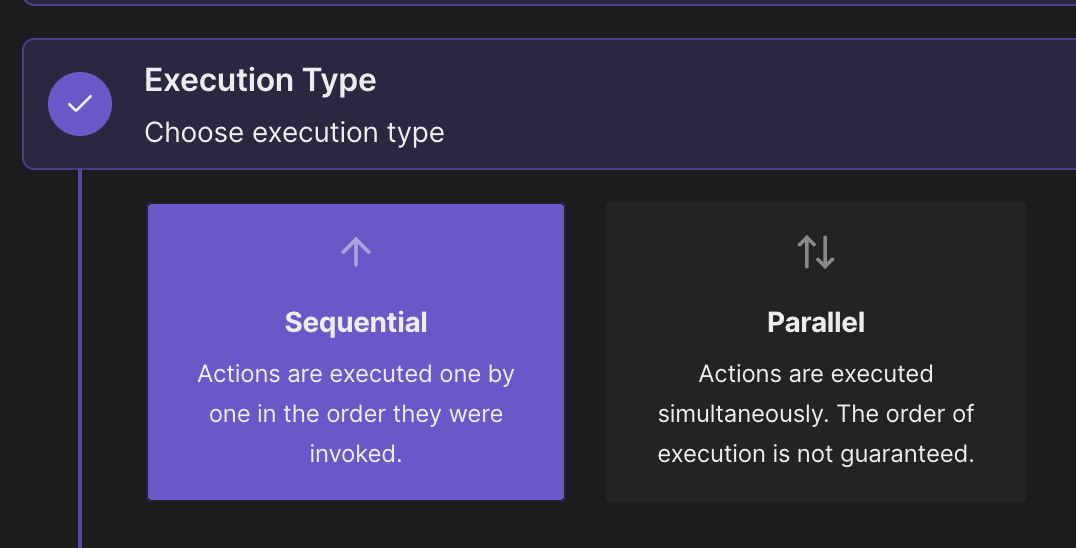 Execution Type
Choose execution type
Sequential
Actions are executed one by
one in the order they were
invoked.
Parallel
Actions are executed
simultaneously. The order of
execution is not guaranteed.